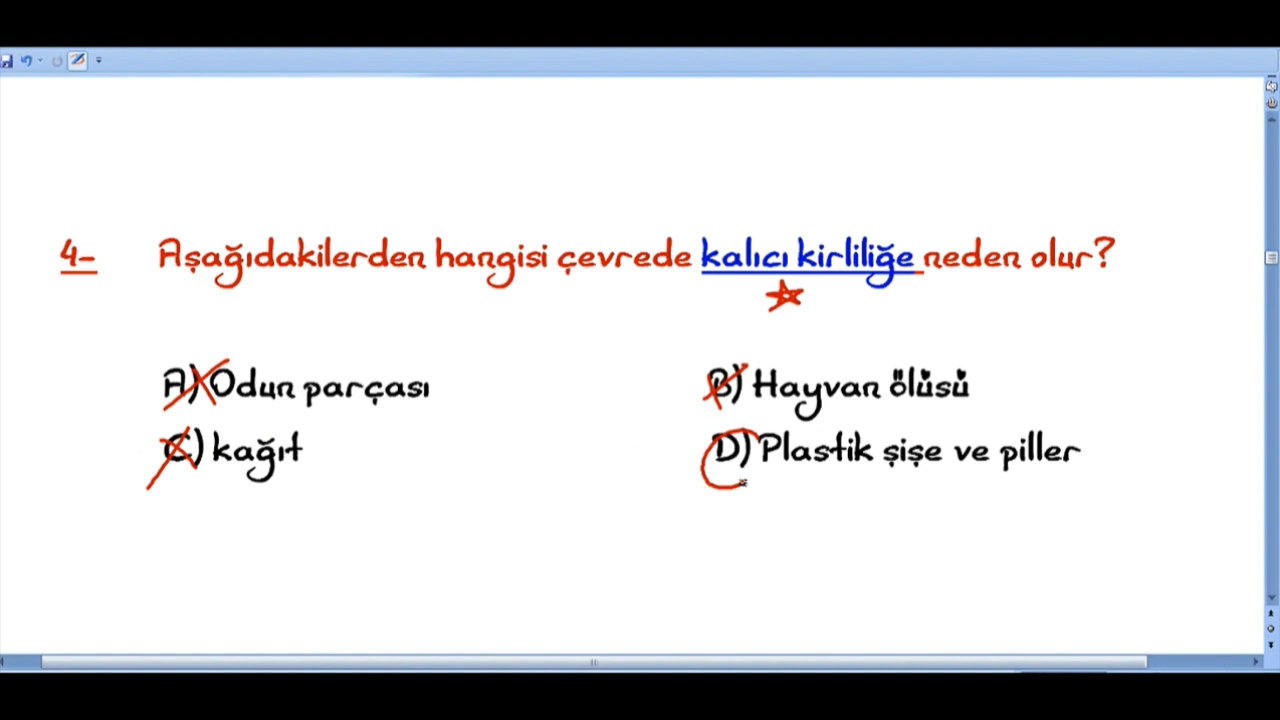 4- Aşağıdakilerden hangisi çevrede kalıcı kirliliğe neden olur?
A) Odun parçası
B) Hayvan ölüsü
C) kağıt
D) Plastik şişe ve piller